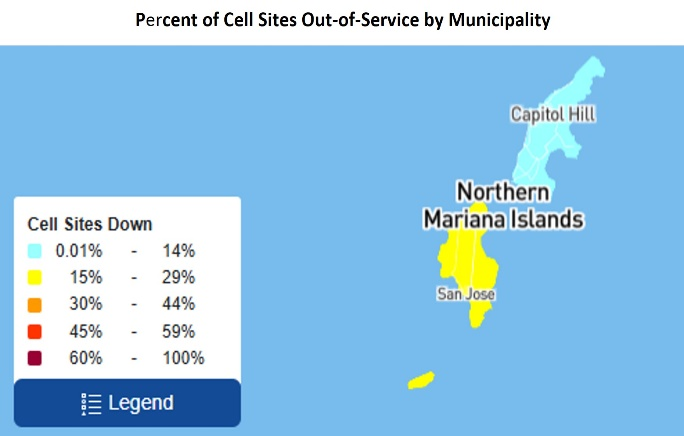 Percent of Cell Sites Out-of-Service by Municipality
Capitol Hill
Northern
Mariana Islands
San Jose
Cell Sites Down
0.01% - 14%
15% - 29%
30% - 44%
45% - 59%
60% - 100%
Legend